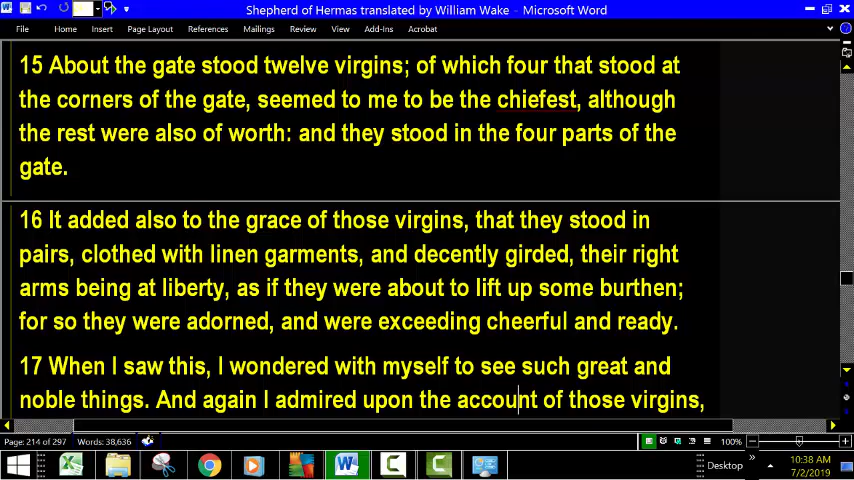 Shepherd of Hermas translated by William Wake - Microsoft Word
File Home Insert Page Layout References Mailings Review View Add-Ins Acrobat
15 About the gate stood twelve virgins; of which four that stood at
the corners of the gate, seemed to me to be the chiefest, although
the rest were also of worth: and they stood in the four parts of the
gate.
16 It added also to the grace of those virgins, that they stood in
pairs, clothed with linen garments, and decently girded, their right
arms being at liberty, as if they were about to lift up some burthen;
for so they were adorned, and were exceeding cheerful and ready.
17 When I saw this, I wondered with myself to see such great and
noble things. And again I admired upon the account of those virgins,
Page: 214 of 297 Words: 38,636 100%
Desktop
10:38 AM
7/2/2019